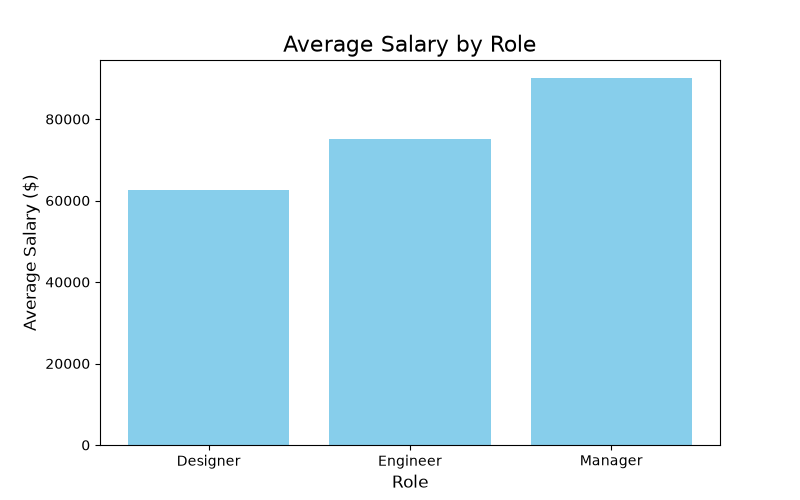 Average Salary by Role
Average Salary ($)
80000
60000
40000
20000
0
Designer
Engineer
Manager
Role